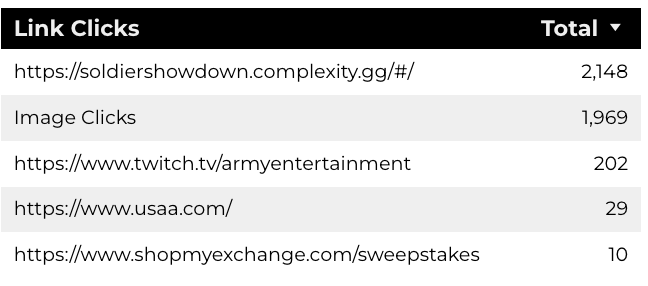 Link Clicks Total ▼
https://soldiershowdown.complexity.gg/#/ 2,148
Image Clicks 1,969
https://www.twitch.tv/armyentertainment 202
https://www.usaa.com/ 29
https://www.shopmyexchange.com/sweepstakes 10